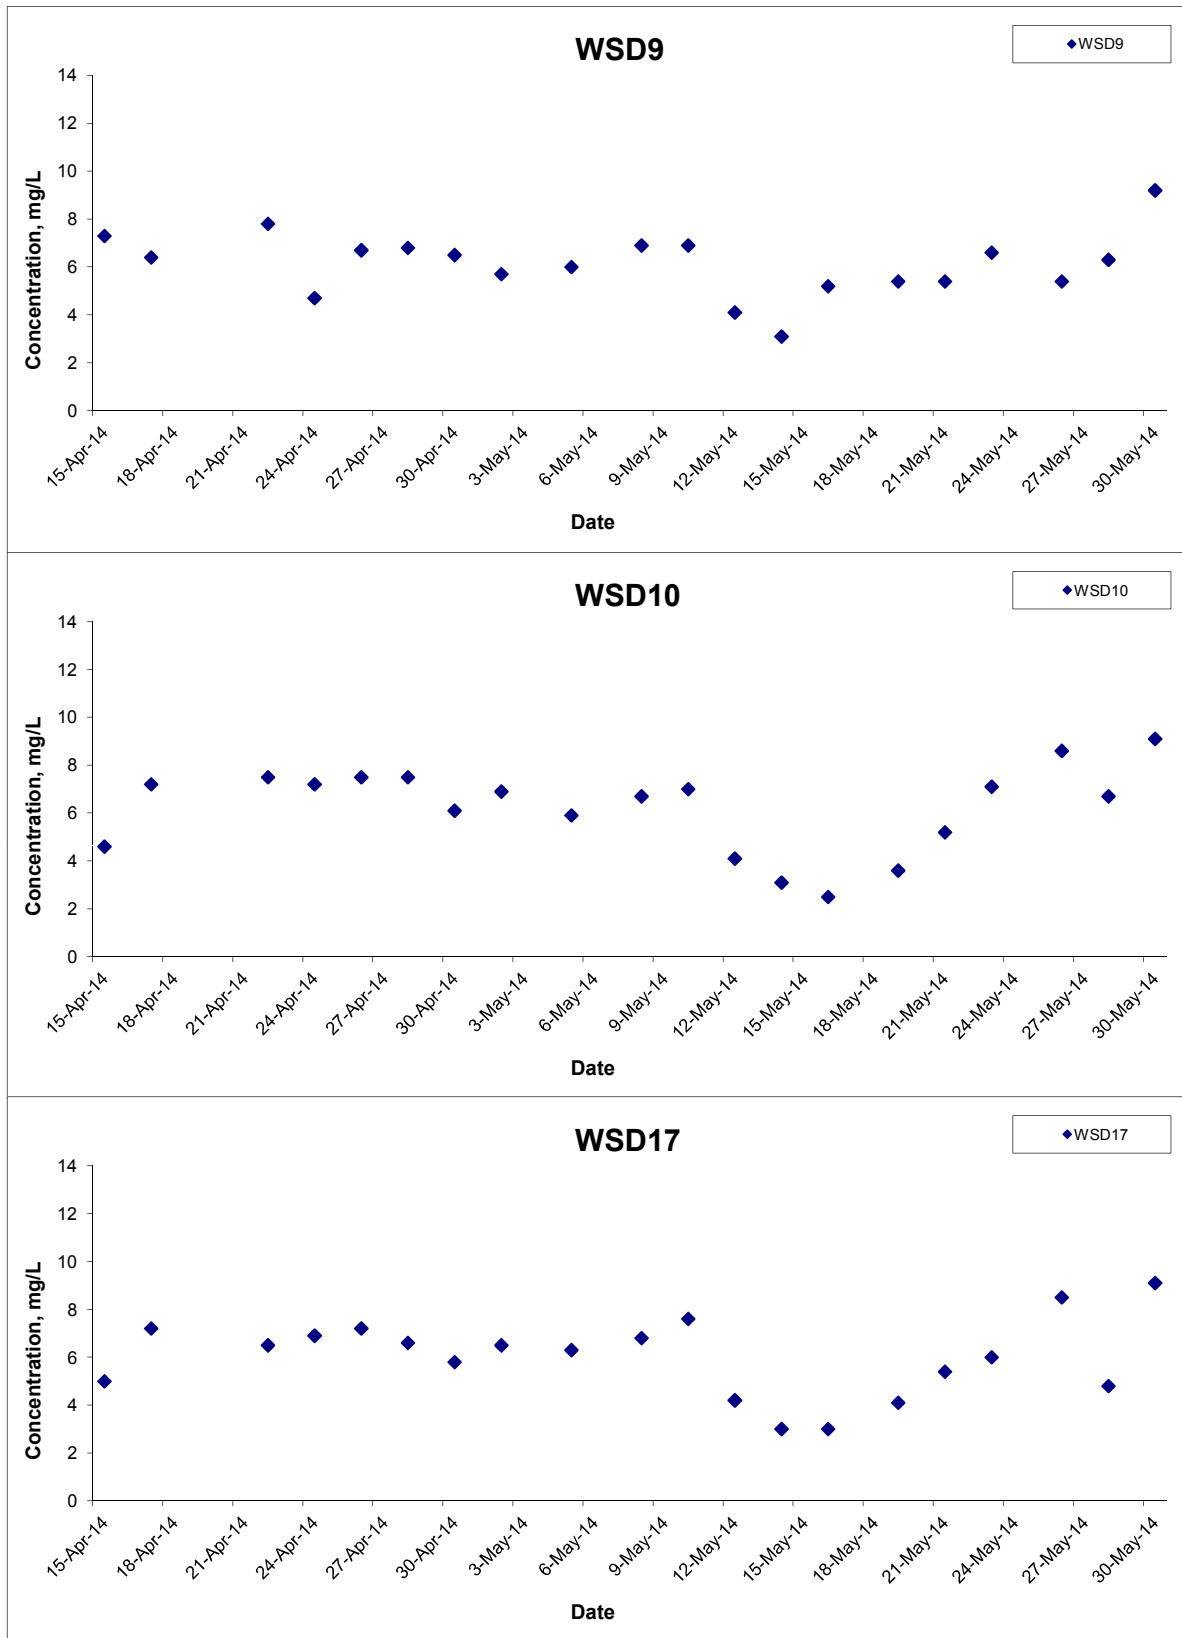 WSD9
WSD9
Concentration, mg/L
14
12
10
8
6
4
2
0
15-Apr-14
18-Apr-14
21-Apr-14
24-Apr-14
27-Apr-14
30-Apr-14
3-May-14
6-May-14
9-May-14
12-May-14
15-May-14
18-May-14
21-May-14
24-May-14
27-May-14
30-May-14
Date
WSD10
WSD10
Concentration, mg/L
14
12
10
8
6
4
2
0
15-Apr-14
18-Apr-14
21-Apr-14
24-Apr-14
27-Apr-14
30-Apr-14
3-May-14
6-May-14
9-May-14
12-May-14
15-May-14
18-May-14
21-May-14
24-May-14
27-May-14
30-May-14
Date
WSD17
WSD17
Concentration, mg/L
14
12
10
8
6
4
2
0
15-Apr-14
18-Apr-14
21-Apr-14
24-Apr-14
27-Apr-14
30-Apr-14
3-May-14
6-May-14
9-May-14
12-May-14
15-May-14
18-May-14
21-May-14
24-May-14
27-May-14
30-May-14
Date